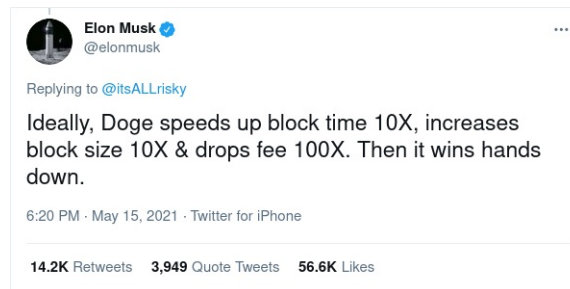 Elon Musk
@elonmusk
Replying to @itsALLrisky
Ideally, Doge speeds up block time 10X, increases
block size 10X & drops fee 100X. Then it wins hands
down.
6:20 PM · May 15, 2021 · Twitter for iPhone
14.2K Retweets 3,949 Quote Tweets 56.6K Likes